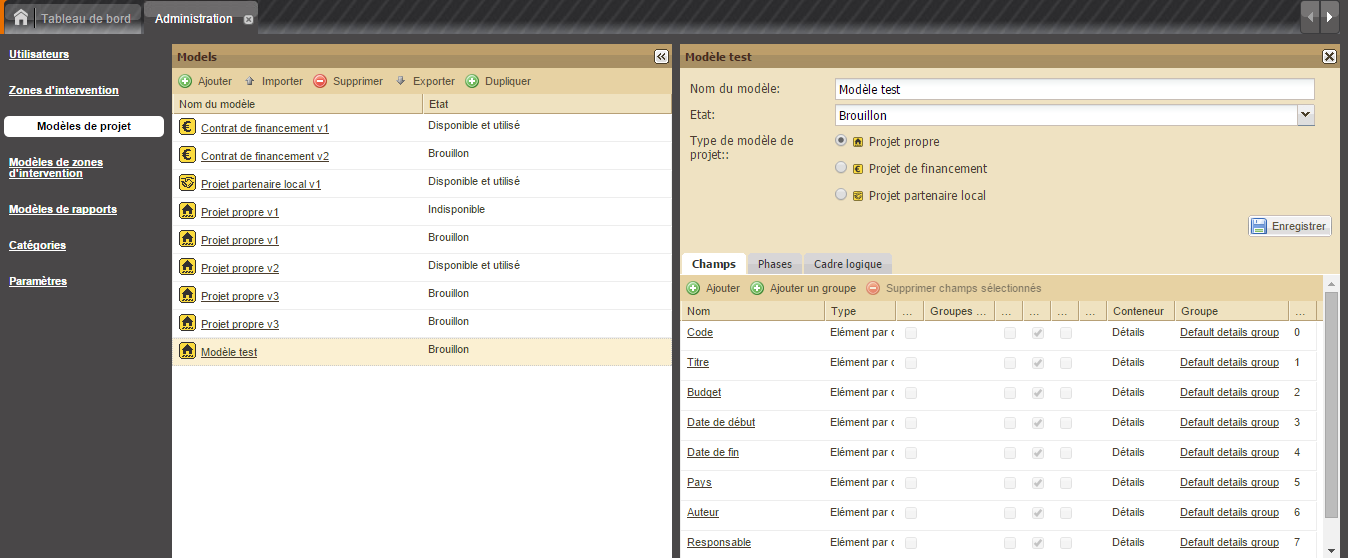 Tableau de bord
Administration
Utilisateurs
Zones d'intervention
Modèles de projet
Modèles de zones
d'intervention
Modèles de rapports
Catégories
Paramètres
Models
Ajouter Importer Supprimer Exporter Dupliquer
Nom du modèle Etat
Contrat de financement v1 Disponible et utilisé
Contrat de financement v2 Brouillon
Projet partenaire local v1 Disponible et utilisé
Projet propre v1 Indisponible
Projet propre v1 Brouillon
Projet propre v2 Disponible et utilisé
Projet propre v3 Brouillon
Projet propre v3 Brouillon
Modèle test Brouillon
Modèle test
Nom du modèle: Modèle test
Etat: Brouillon
Type de modèle de
projet::
Projet propre
Projet de financement
Projet partenaire local
Enregistrer
Champs Phases Cadre logique
Ajouter Ajouter un groupe Supprimer champs sélectionnés
Nom Type ... Groupes ... ... ... ... ... Conteneur Groupe ...
Code Elément par c Détails Default details group 0
Titre Elément par c Détails Default details group 1
Budget Elément par c Détails Default details group 2
Date de début Elément par c Détails Default details group 3
Date de fin Elément par c Détails Default details group 4
Pays Elément par c Détails Default details group 5
Auteur Elément par c Détails Default details group 6
Responsable Elément par c Détails Default details group 7